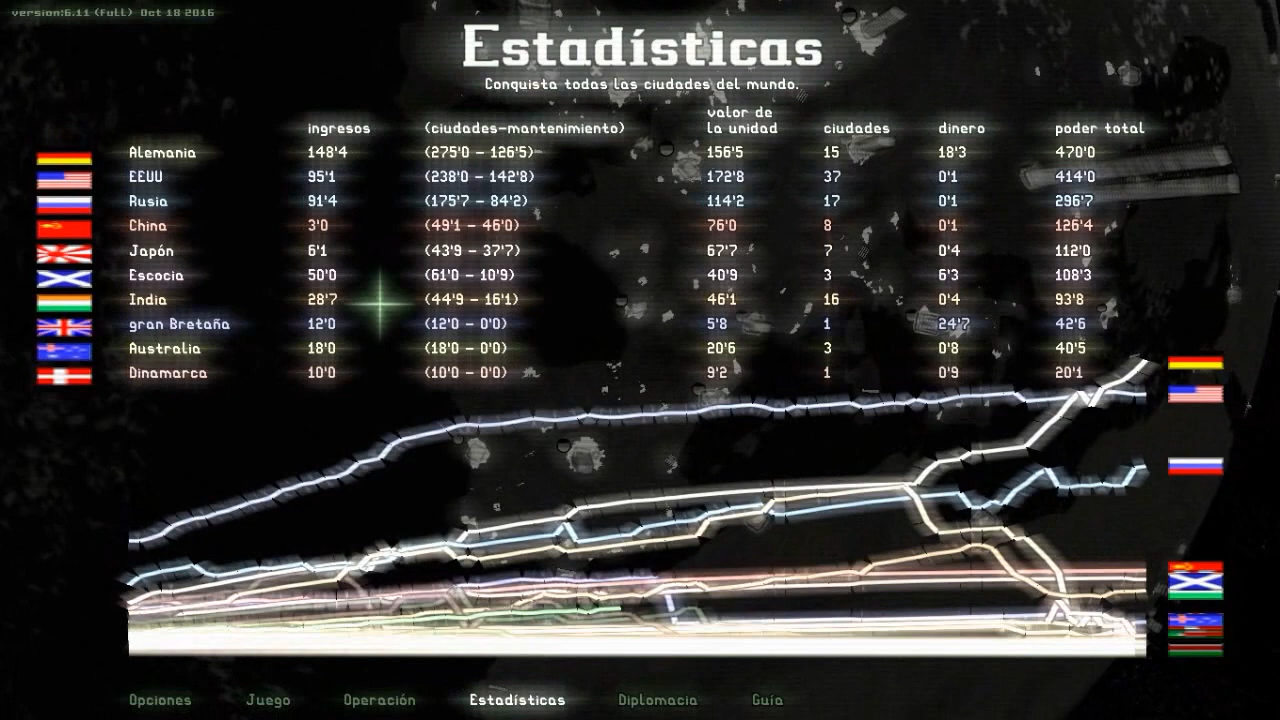 version:6.11 (Full) Oct 18 2016
Estadísticas
Conquista todas las ciudades del mundo.
ingresos (ciudades-mantenimiento) valor de la unidad ciudades dinero poder total
Alemania 148'4 (275'0 - 126'5) 156'5 15 18'3 470'0
EEUU 95'1 (238'0 - 142'8) 172'8 37 0'1 414'0
Rusia 91'4 (175'7 - 84'2) 114'2 17 0'1 296'7
China 3'0 (49'1 - 46'0) 76'0 8 0'1 126'4
Japón 6'1 (43'9 - 37'7) 67'7 7 0'4 112'0
Escocia 50'0 (61'0 - 10'9) 40'9 3 6'3 108'3
India 28'7 (44'9 - 16'1) 46'1 16 0'4 93'8
gran Bretaña 12'0 (12'0 - 0'0) 5'8 1 24'7 42'6
Australia 18'0 (18'0 - 0'0) 20'6 3 0'8 40'5
Dinamarca 10'0 (10'0 - 0'0) 9'2 1 0'9 20'1
Opciones Juego Operación Estadísticas Diplomacia Guía